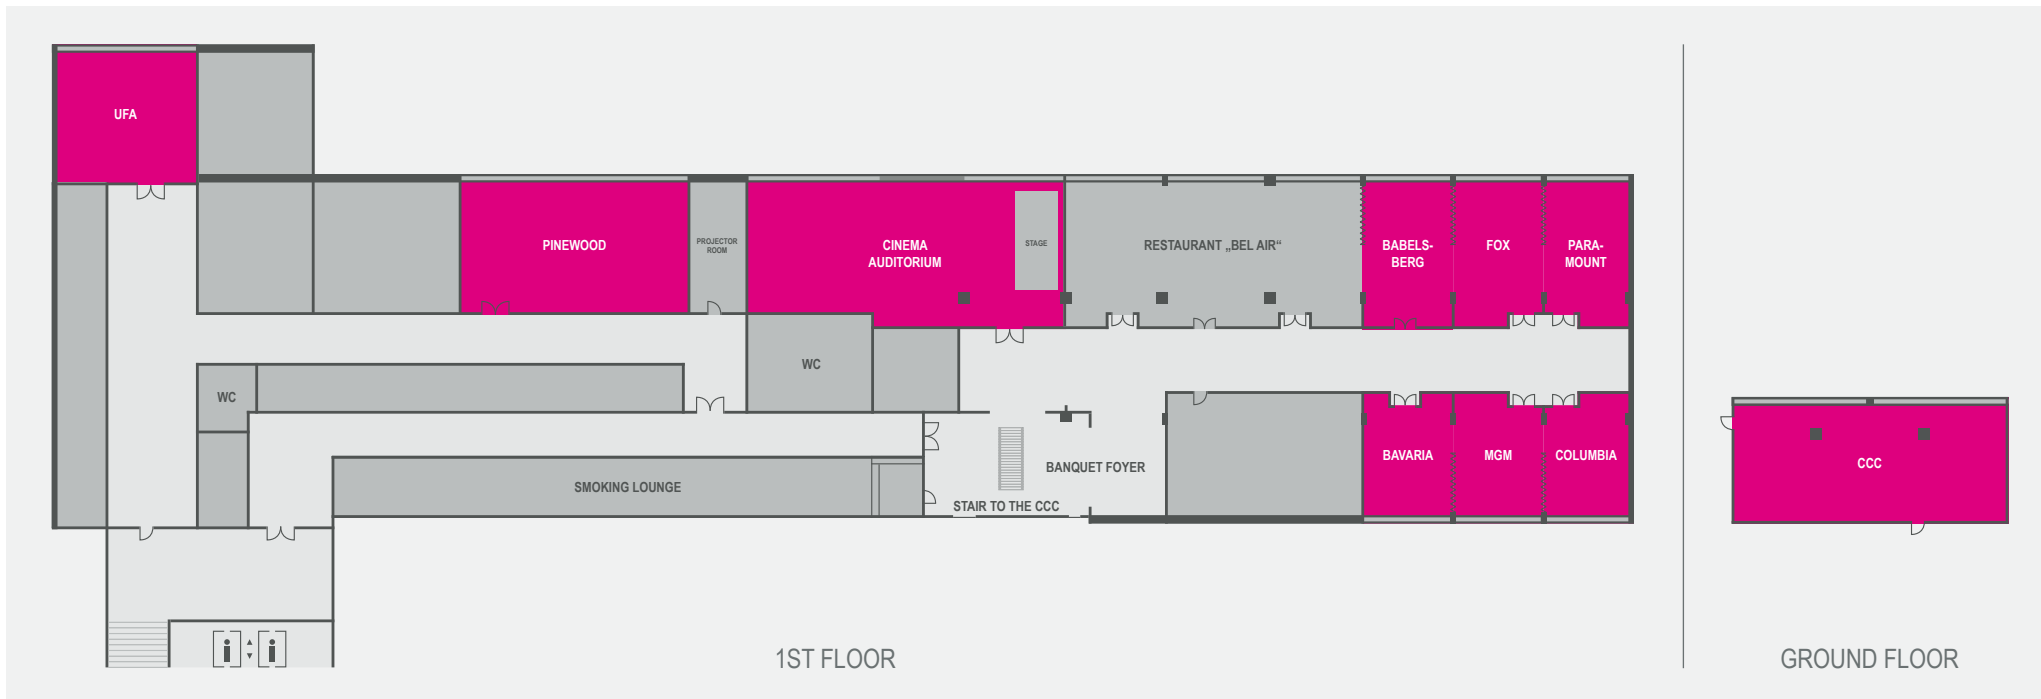 UFA
PINEWOOD
PROJECTOR
ROOM
CINEMA
AUDITORIUM
STAGE
RESTAURANT „BEL AIR“
BABELS-
BERG
FOX
PARA-
MOUNT
WC
WC
SMOKING LOUNGE
BANQUET FOYER
STAIR TO THE CCC
BAVARIA
MGM
COLUMBIA
CCC
1ST FLOOR
GROUND FLOOR